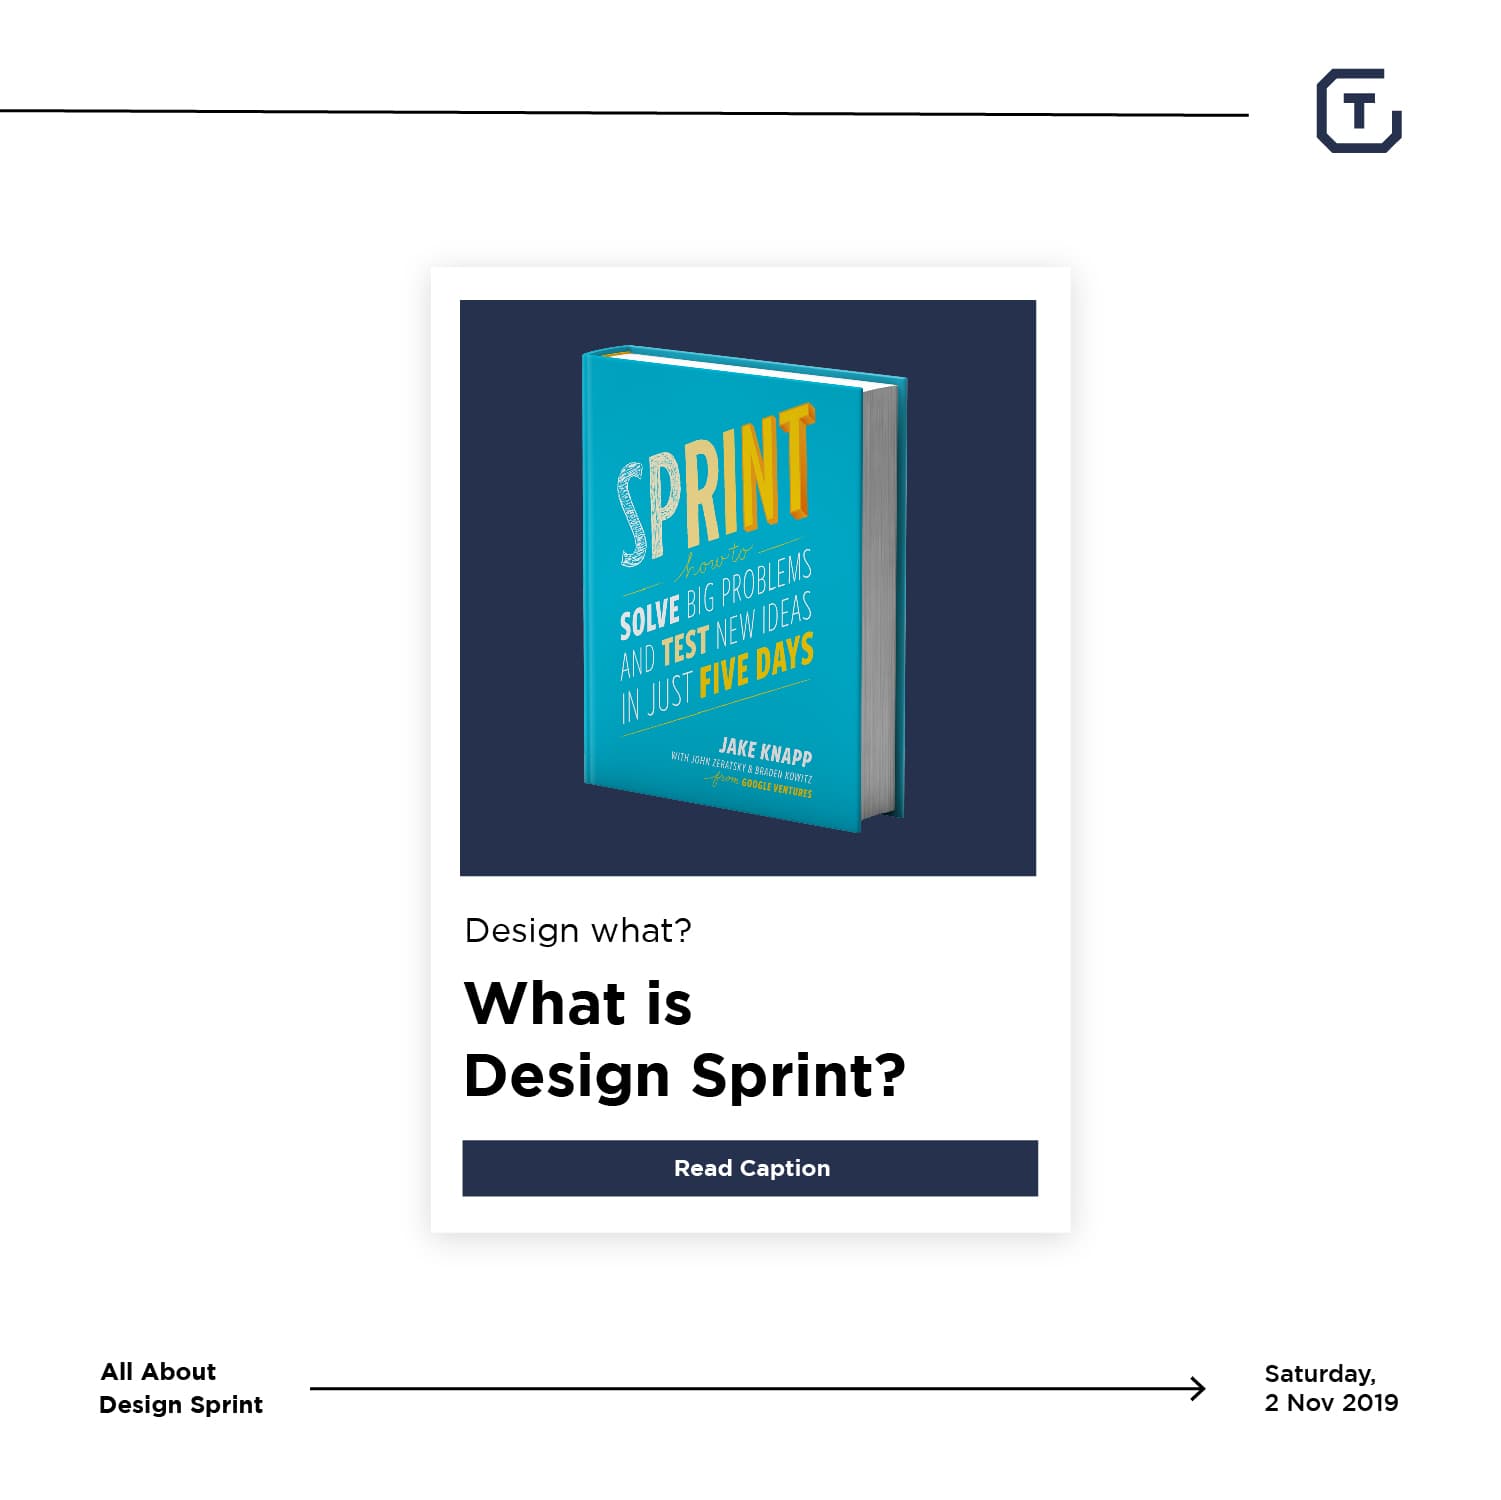 T
SPRINT
how to
SOLVE BIG PROBLEMS
AND TEST NEW IDEAS
IN JUST FIVE DAYS
JAKE KNAPP
WITH JOHN ZERATSKY & BRADEN KOWITZ
from GOOGLE VENTURES
Design what?
What is
Design Sprint?
Read Caption
All About
Design Sprint
Saturday,
2 Nov 2019